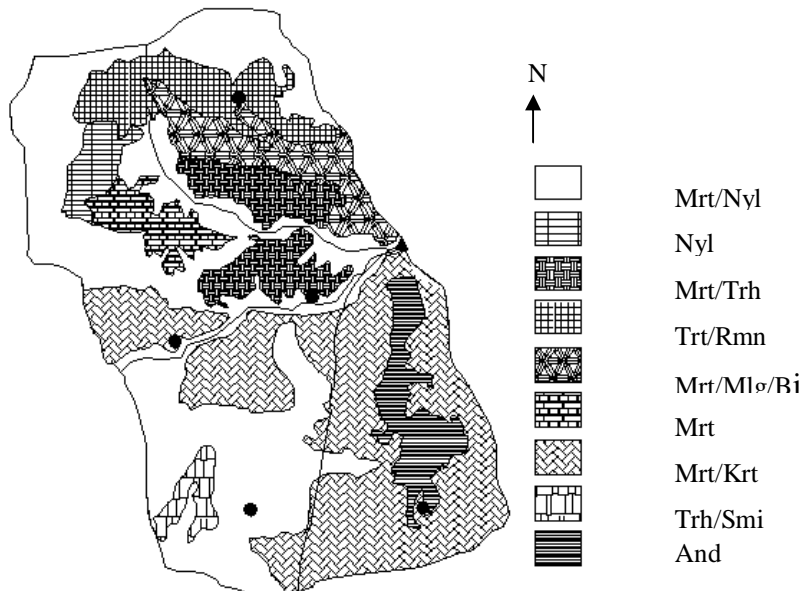 N
Mrt/Nyl
Nyl
Mrt/Trh
Trt/Rmn
Mrt/Mlg/Bi
Mrt
Mrt/Krt
Trh/Smi
And